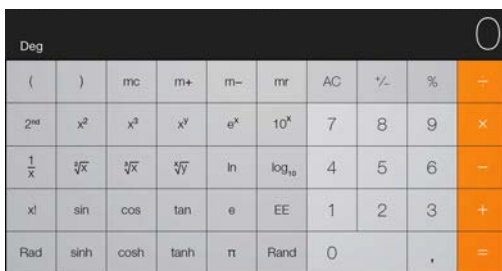 0
Deg
( ) mc m+ m- mr AC +/- % ÷
2nd x² x³ xʸ eˣ 10ˣ 7 8 9 ×
1/x ²√x ³√x ˣ√y ln log₁₀ 4 5 6 −
x! sin cos tan e EE 1 2 3 +
Rad sinh cosh tanh π Rand 0 , =